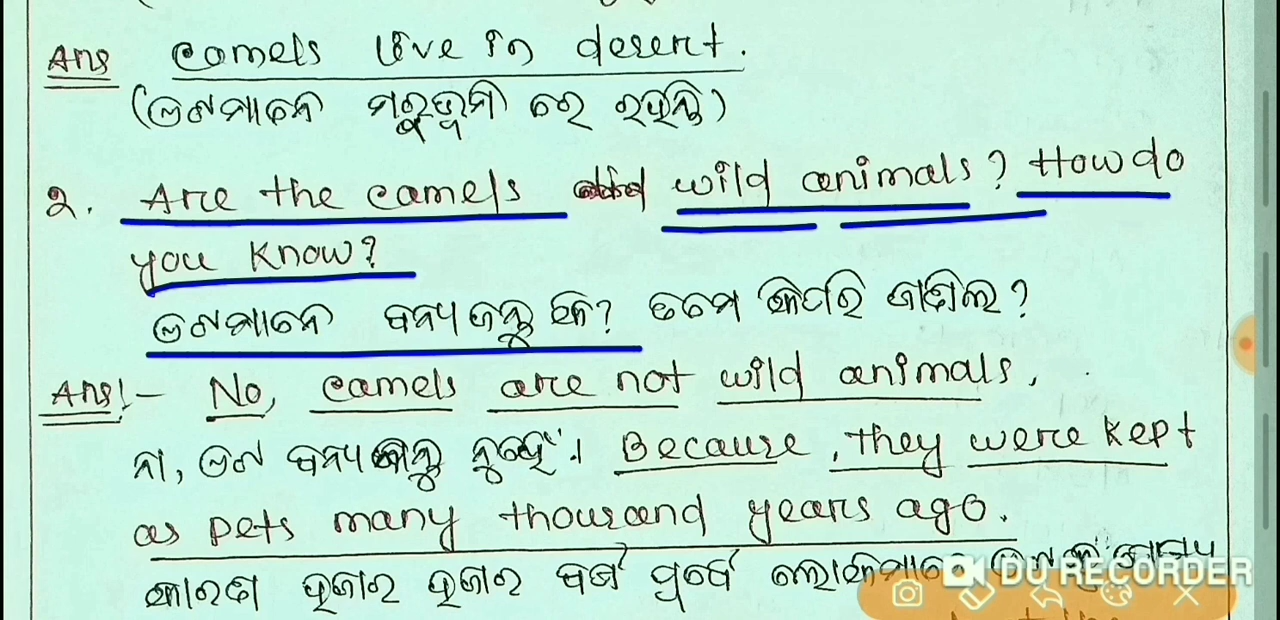 Ans camels live in desert.
(ଓଟମାନେ ମରୁଭୂମି ରେ ରହନ୍ତି)
2. Are the camels wild animals? How do
you know?
ଓଟମାନେ ବନ୍ୟଜନ୍ତୁ କି? ତମେ କିପରି ଜାଣିଲ?
Ans:- No, camels are not wild animals,
ନା, ଓଟ ବନ୍ୟଜନ୍ତୁ ନୁହେଁ। Because, they were kept
as pets many thousand years ago.
କାରଣ ହଜାର ହଜାର ବର୍ଷ ପୂର୍ବେ ଲୋକମାନେ
DU RECORDER